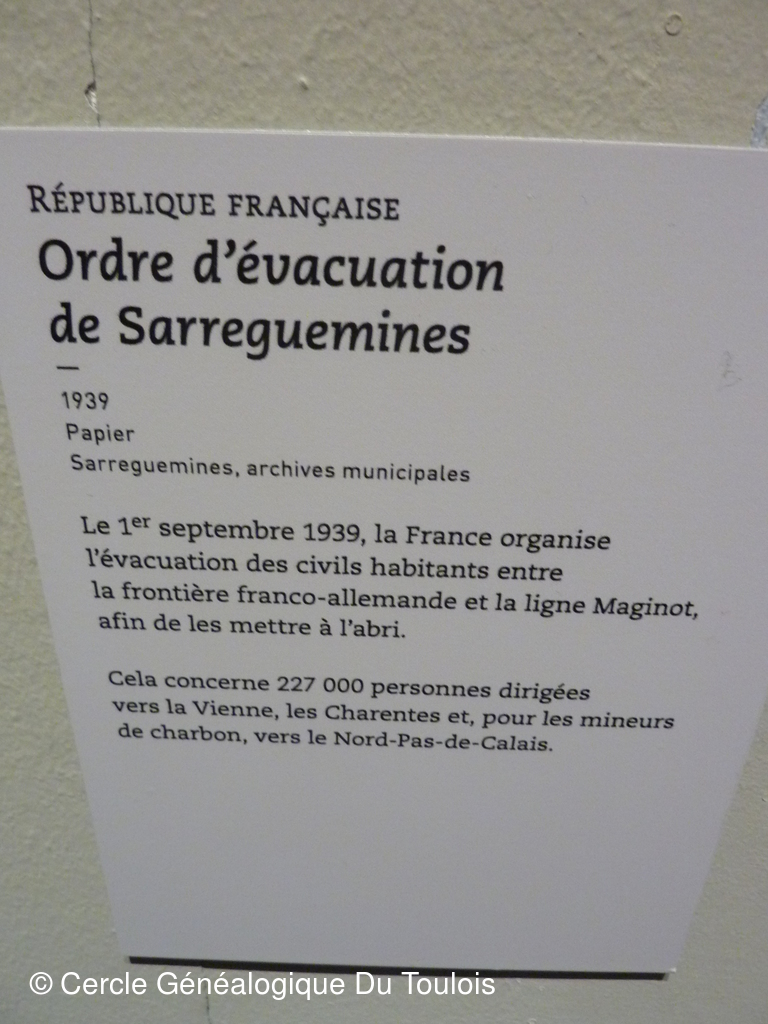 RÉPUBLIQUE FRANÇAISE
Ordre d'évacuation
de Sarreguemines
—
1939
Papier
Sarreguemines, archives municipales
Le 1er septembre 1939, la France organise
l'évacuation des civils habitants entre
la frontière franco-allemande et la ligne Maginot,
afin de les mettre à l'abri.
Cela concerne 227 000 personnes dirigées
vers la Vienne, les Charentes et, pour les mineurs
de charbon, vers le Nord-Pas-de-Calais.
© Cercle Généalogique Du Toulois